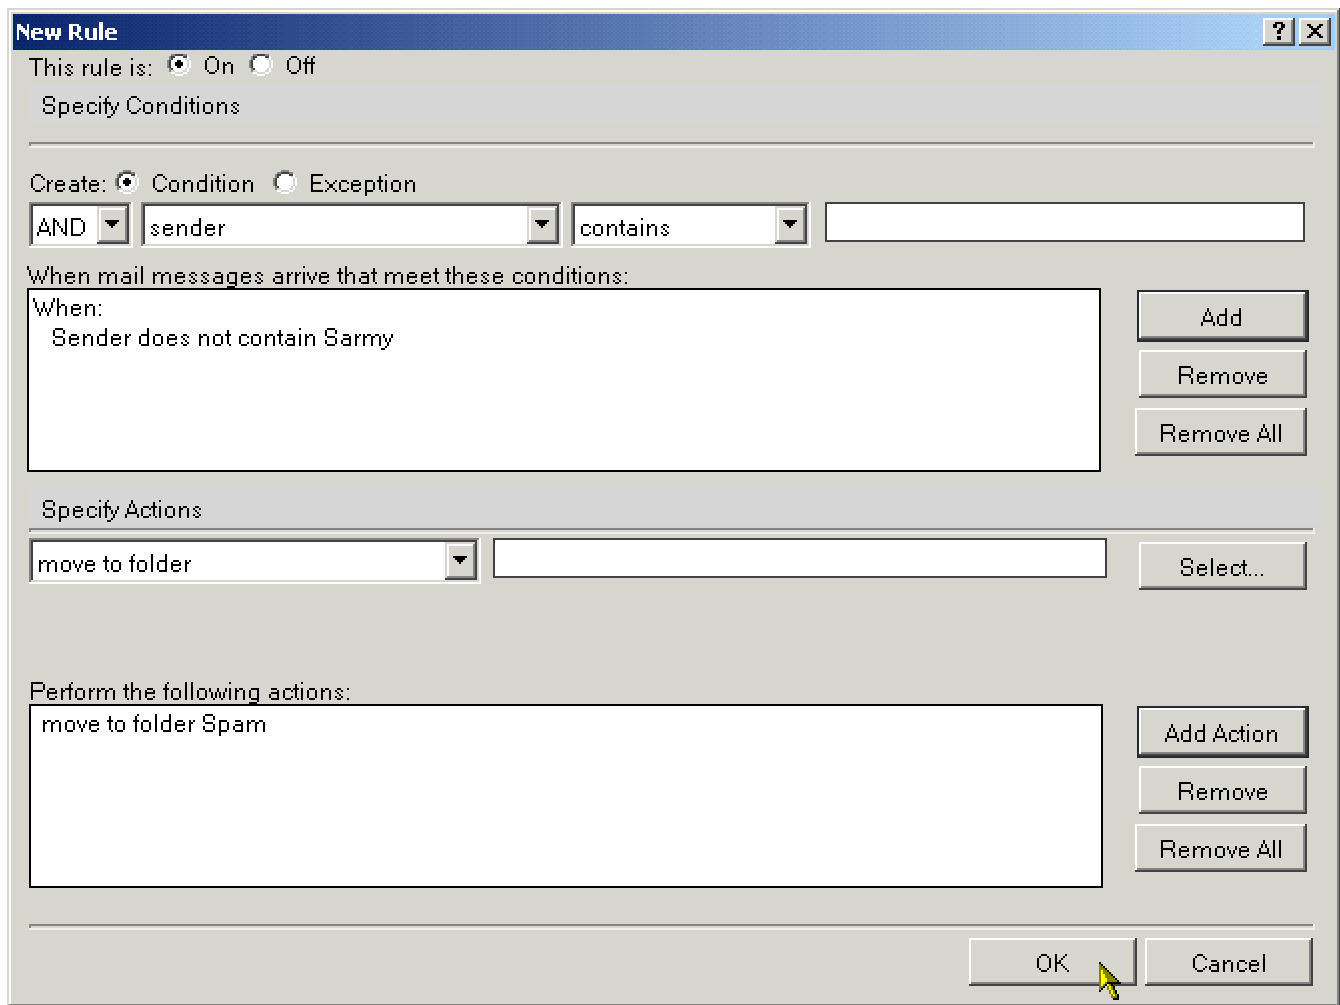 New Rule
This rule is: On Off
Specify Conditions
Create: Condition Exception
AND sender contains
When mail messages arrive that meet these conditions:
When:
Sender does not contain Sarmy
Add
Remove
Remove All
Specify Actions
move to folder Select...
Perform the following actions:
move to folder Spam
Add Action
Remove
Remove All
OK Cancel